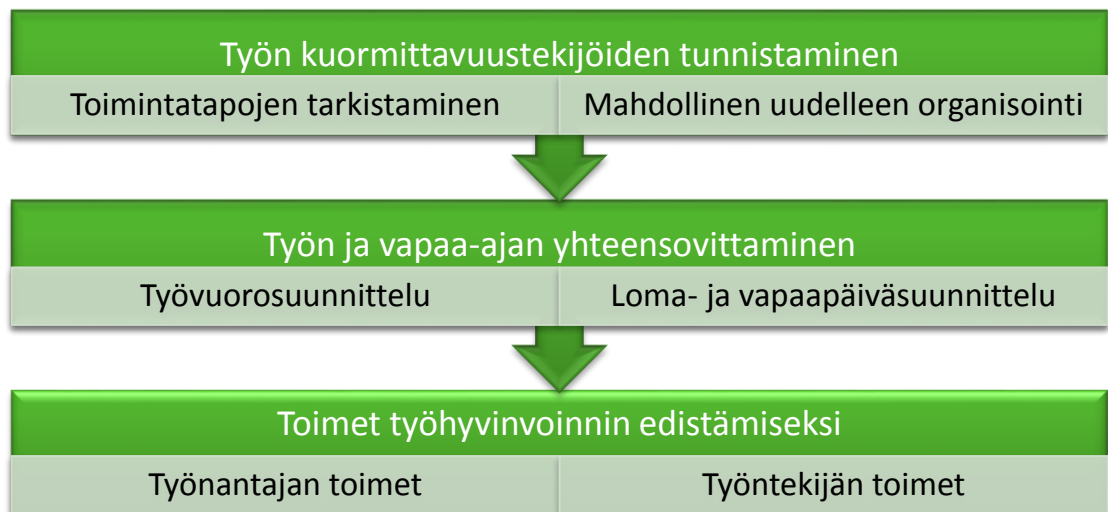 Työn kuormittavuustekijöiden tunnistaminen
Toimintatapojen tarkistaminen
Mahdollinen uudelleen organisointi
Työn ja vapaa-ajan yhteensovittaminen
Työvuorosuunnittelu
Loma- ja vapaapäiväsuunnittelu
Toimet työhyvinvoinnin edistämiseksi
Työnantajan toimet
Työntekijän toimet